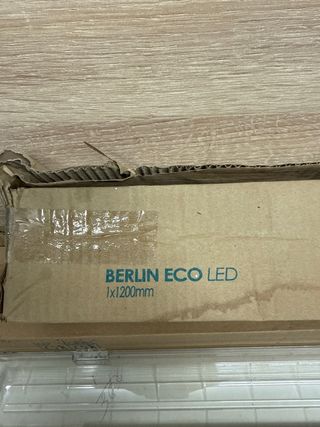 BERLIN ECO LED
1x1200mm